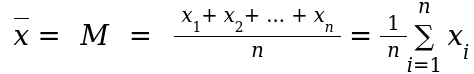 x̅ = M = (x₁+ x₂+ ... + xₙ)/n = 1/n ∑ᵢ₌₁ⁿ xᵢ